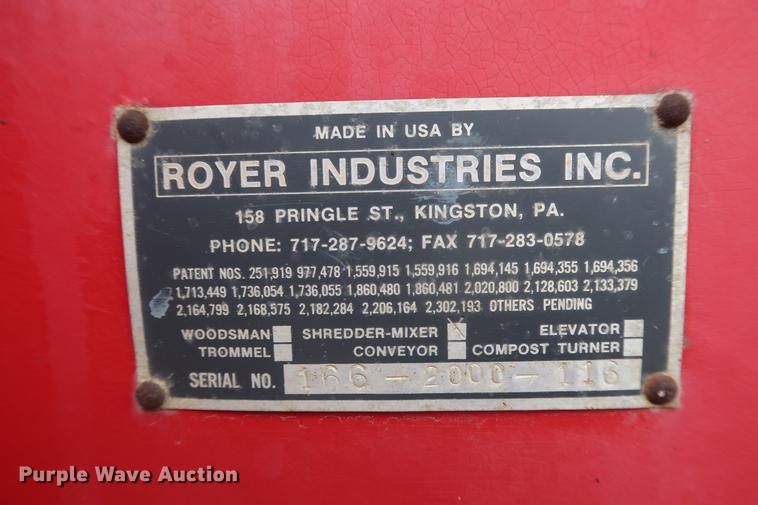 MADE IN USA BY
ROYER INDUSTRIES INC.
158 PRINGLE ST., KINGSTON, PA.
PHONE: 717-287-9624; FAX 717-283-0578
PATENT NOS. 251,919 977,478 1,559,915 1,559,916 1,694,145 1,694,355 1,694,356
1,713,449 1,736,054 1,736,055 1,860,480 1,860,481 2,020,800 2,128,603 2,133,379
2,164,799 2,168,575 2,182,284 2,206,164 2,302,193 OTHERS PENDING
WOODSMAN SHREDDER-MIXER ELEVATOR
TROMMEL CONVEYOR COMPOST TURNER
SERIAL NO. 166-2000-116
Purple Wave Auction